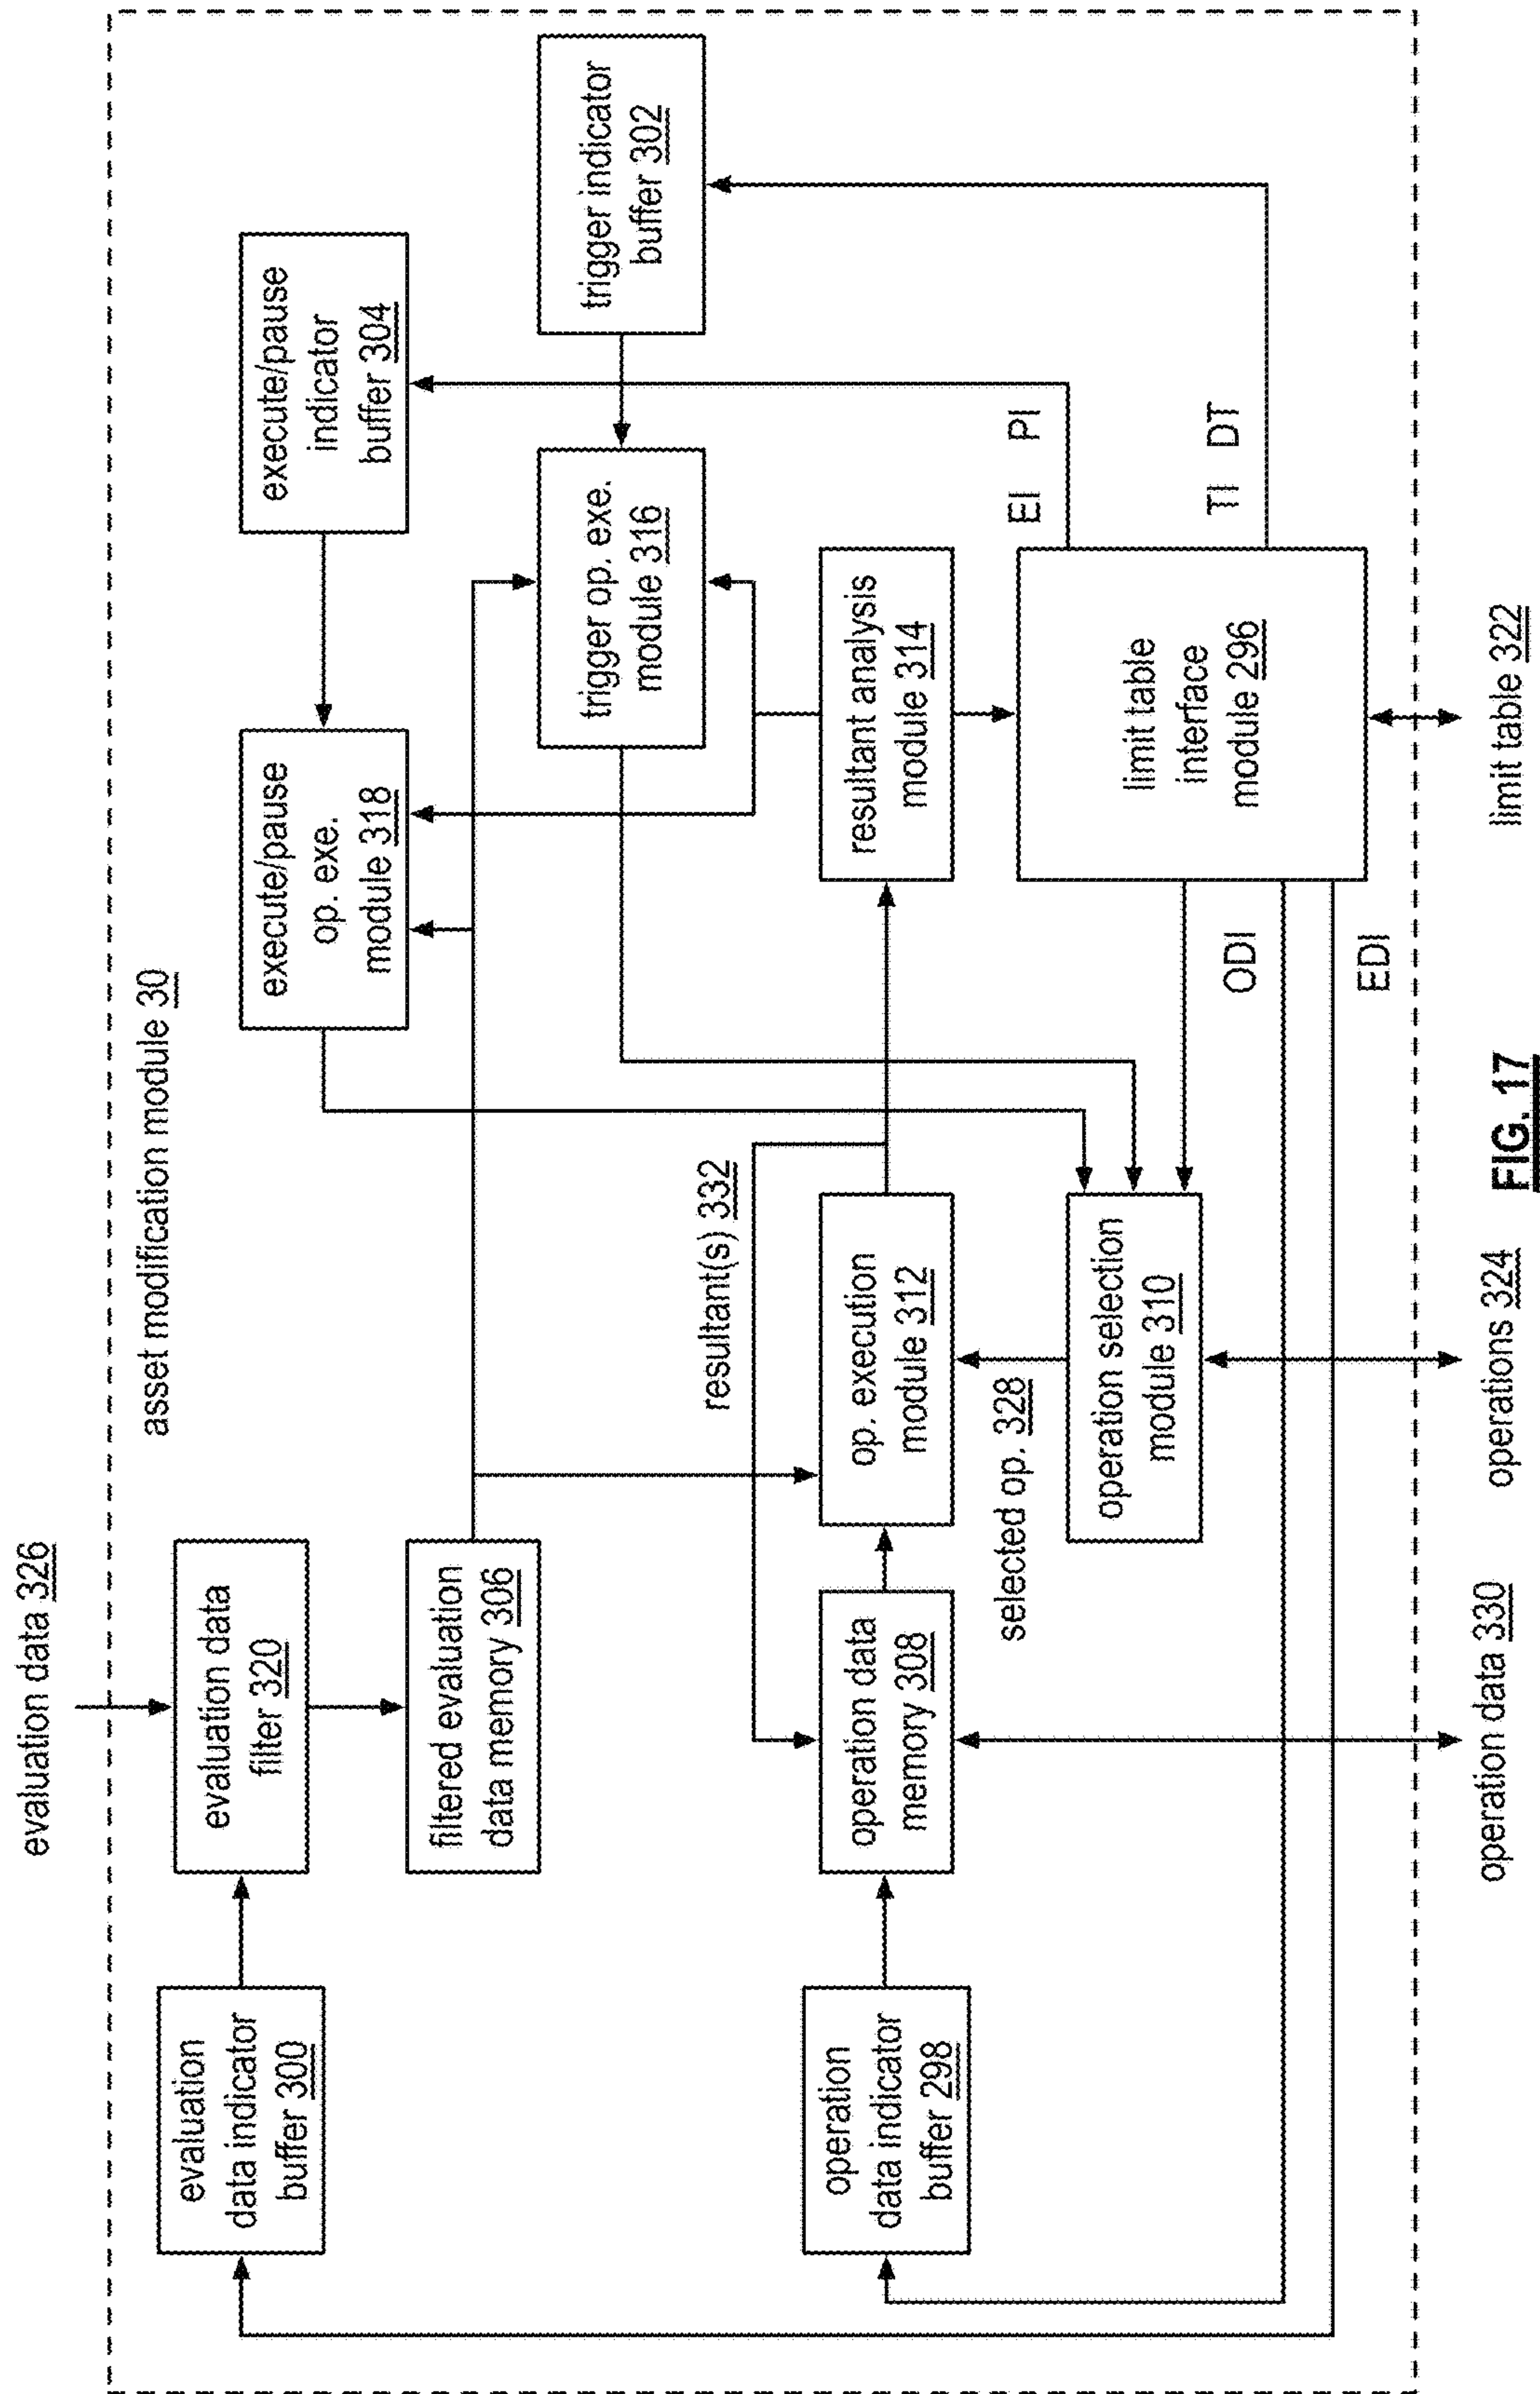 evaluation data 326
asset modification module 30
evaluation
data indicator
buffer 300
evaluation data
filter 320
execute/pause
op. exe.
module 318
execute/pause
indicator
buffer 304
filtered evaluation
data memory 306
trigger op. exe.
module 316
trigger indicator
buffer 302
resultant(s) 332
operation
data indicator
buffer 298
operation data
memory 308
op. execution
module 312
resultant analysis
module 314
selected op. 328
EI PI
operation selection
module 310
limit table
interface
module 296
TI DT
ODI
EDI
operation data 330
operations 324
limit table 322
FIG. 17